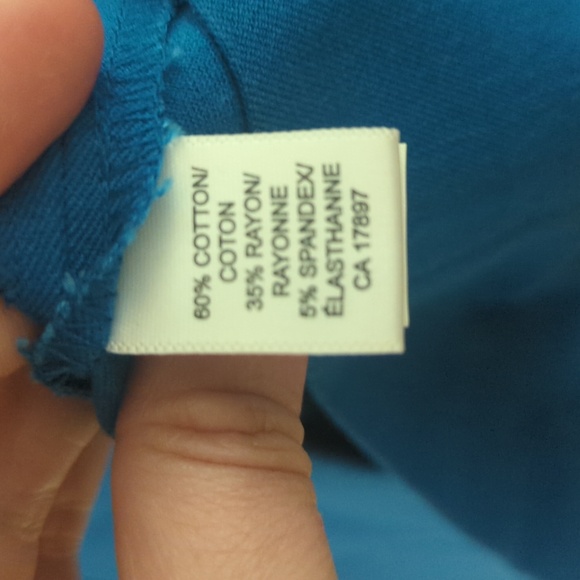 60% COTTON/
COTON
35% RAYON/
RAYONNE
5% SPANDEX/
ÉLASTHANNE
CA 17897